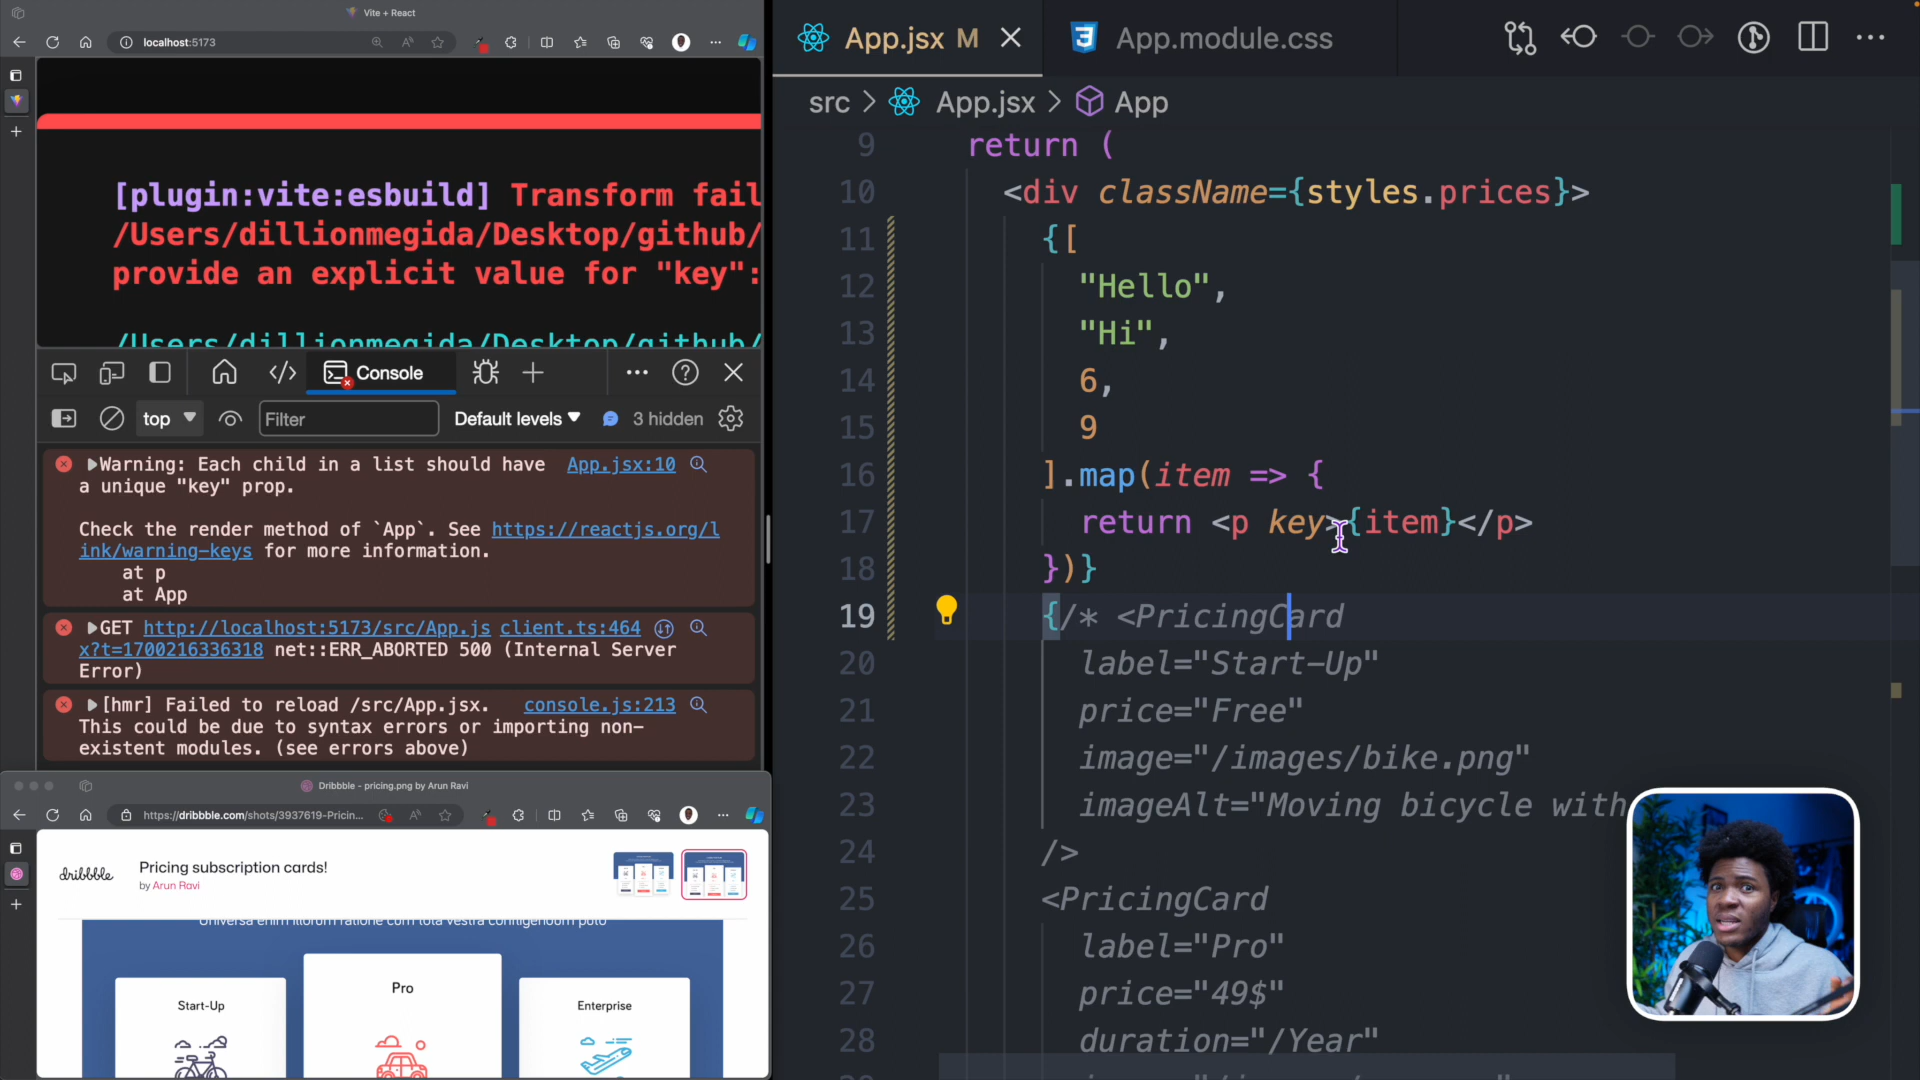 Vite + React
localhost:5173
[plugin:vite:esbuild] Transform fail
/Users/dillionmegida/Desktop/github/
provide an explicit value for "key":
/Users/dillionmegida/Desktop/github/
Console
top
Filter
Default levels
3 hidden
Warning: Each child in a list should have
App.jsx:10
a unique "key" prop.
Check the render method of `App`. See https://reactjs.org/l
ink/warning-keys for more information.
at p
at App
GET http://localhost:5173/src/App.js client.ts:464
x?t=1700216336318 net::ERR_ABORTED 500 (Internal Server
Error)
[hmr] Failed to reload /src/App.jsx.
console.js:213
This could be due to syntax errors or importing non-
existent modules. (see errors above)
Dribbble - pricing.png by Arun Ravi
https://dribbble.com/shots/3937619-Pricin...
dribbble
Pricing subscription cards!
by Arun Ravi
Start-Up
Pro
Enterprise
App.jsx M
App.module.css
src > App.jsx > App
9 return (
10 <div className={styles.prices}>
11 {[
12 "Hello",
13 "Hi",
14 6,
15 9
16 ].map(item => {
17 return <p key>{item}</p>
18 })}
19 {/* <PricingCard
20 label="Start-Up"
21 price="Free"
22 image="/images/bike.png"
23 imageAlt="Moving bicycle with
24 />
25 <PricingCard
26 label="Pro"
27 price="49$"
28 duration="/Year"